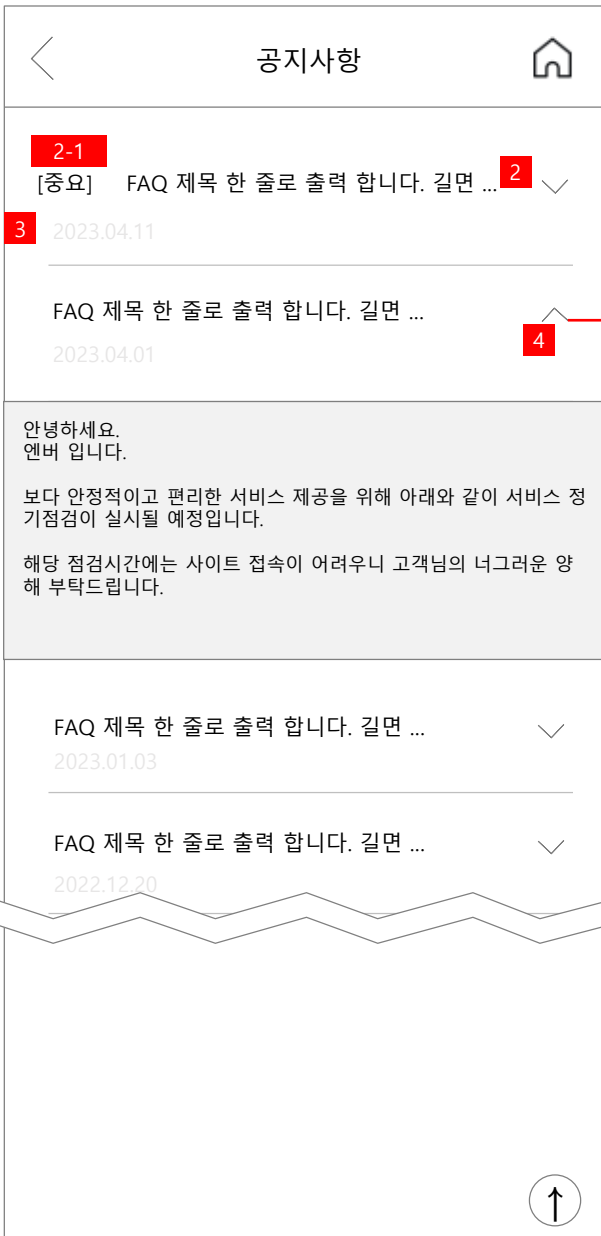 공지사항
2-1
[중요] FAQ 제목 한 줄로 출력 합니다. 길면 ... 2
3 2023.04.11
FAQ 제목 한 줄로 출력 합니다. 길면 ...
4
2023.04.01
안녕하세요.
엔버 입니다.
보다 안정적이고 편리한 서비스 제공을 위해 아래와 같이 서비스 정
기점검이 실시될 예정입니다.
해당 점검시간에는 사이트 접속이 어려우니 고객님의 너그러운 양
해 부탁드립니다.
FAQ 제목 한 줄로 출력 합니다. 길면 ...
2023.01.03
FAQ 제목 한 줄로 출력 합니다. 길면 ...
2022.12.20